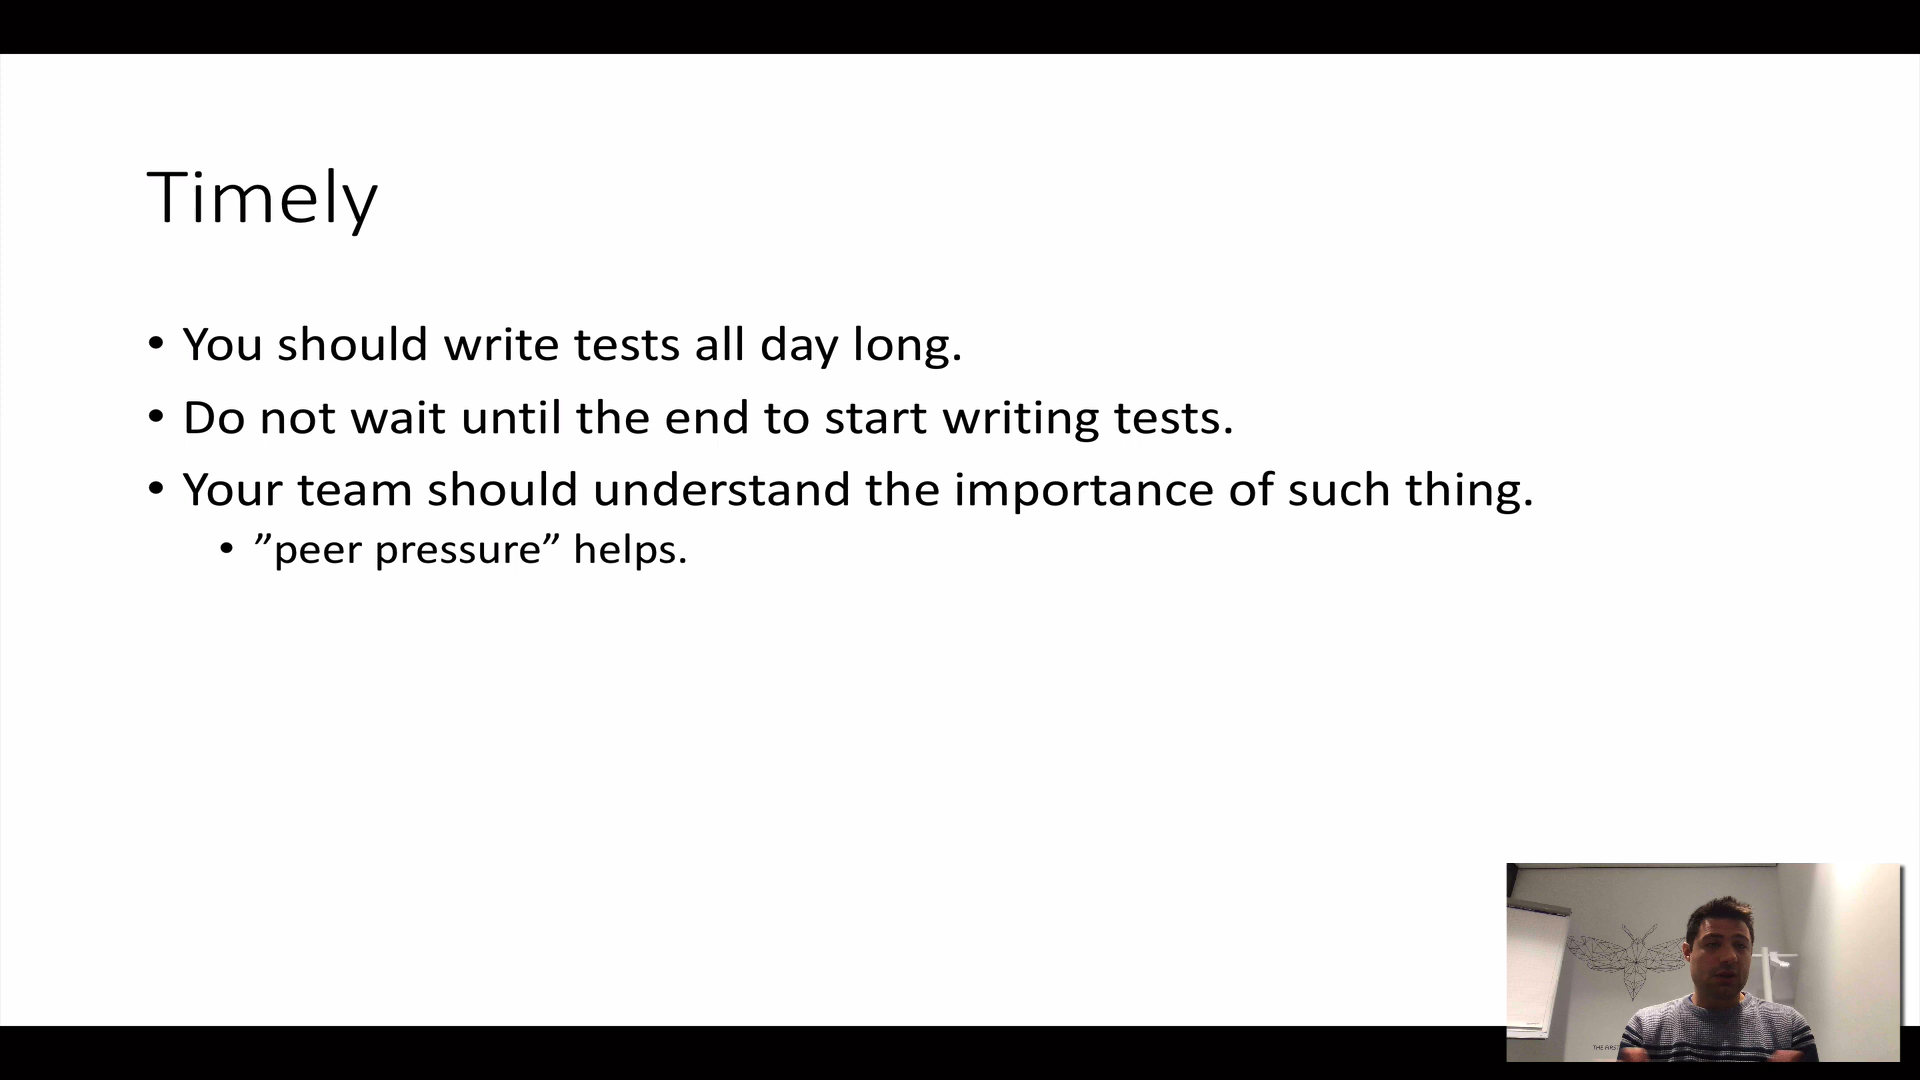 Timely
• You should write tests all day long.
• Do not wait until the end to start writing tests.
• Your team should understand the importance of such thing.
• ”peer pressure” helps.